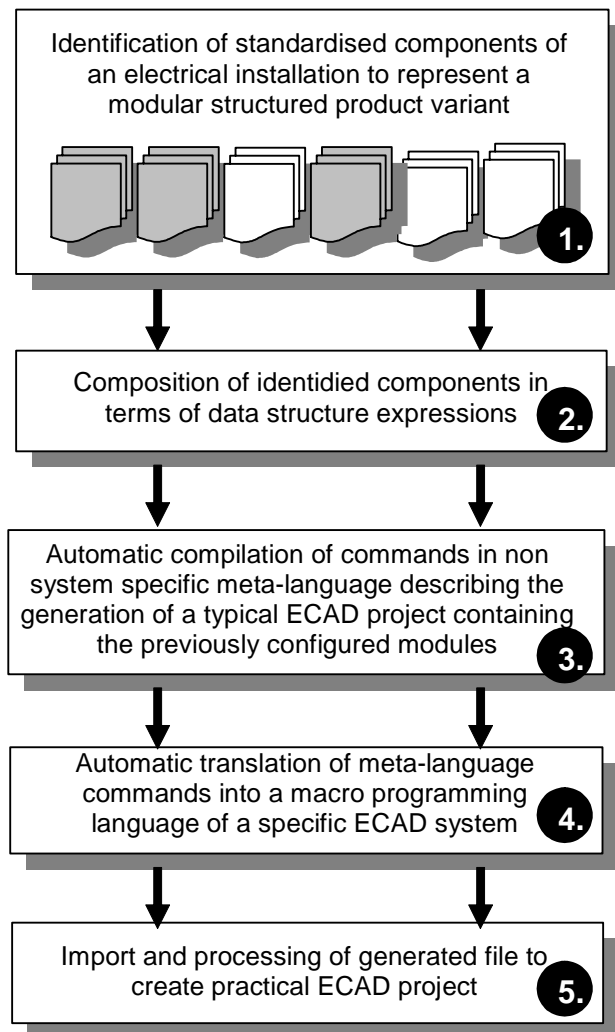 Identification of standardised components of
an electrical installation to represent a
modular structured product variant
1.
Composition of identidied components in
terms of data structure expressions
2.
Automatic compilation of commands in non
system specific meta-language describing the
generation of a typical ECAD project containing
the previously configured modules
3.
Automatic translation of meta-language
commands into a macro programming
language of a specific ECAD system
4.
Import and processing of generated file to
create practical ECAD project
5.